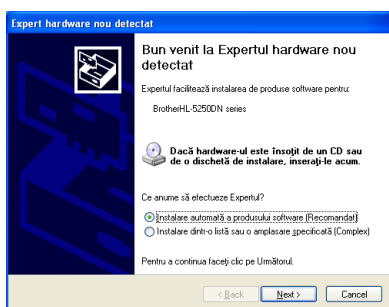 Expert hardware nou detectat
Bun venit la Expertul hardware nou
detectat
Expertul facilitează instalarea de produse software pentru:
BrotherHL-5250DN series
Dacă hardware-ul este însoţit de un CD sau
de o dischetă de instalare, inseraţi-le acum.
Ce anume să efectueze Expertul?
Instalare automată a produsului software (Recomandat)
Instalare dintr-o listă sau o amplasare specificată (Complex)
Pentru a continua faceţi clic pe Următorul.
< Back
Next >
Cancel